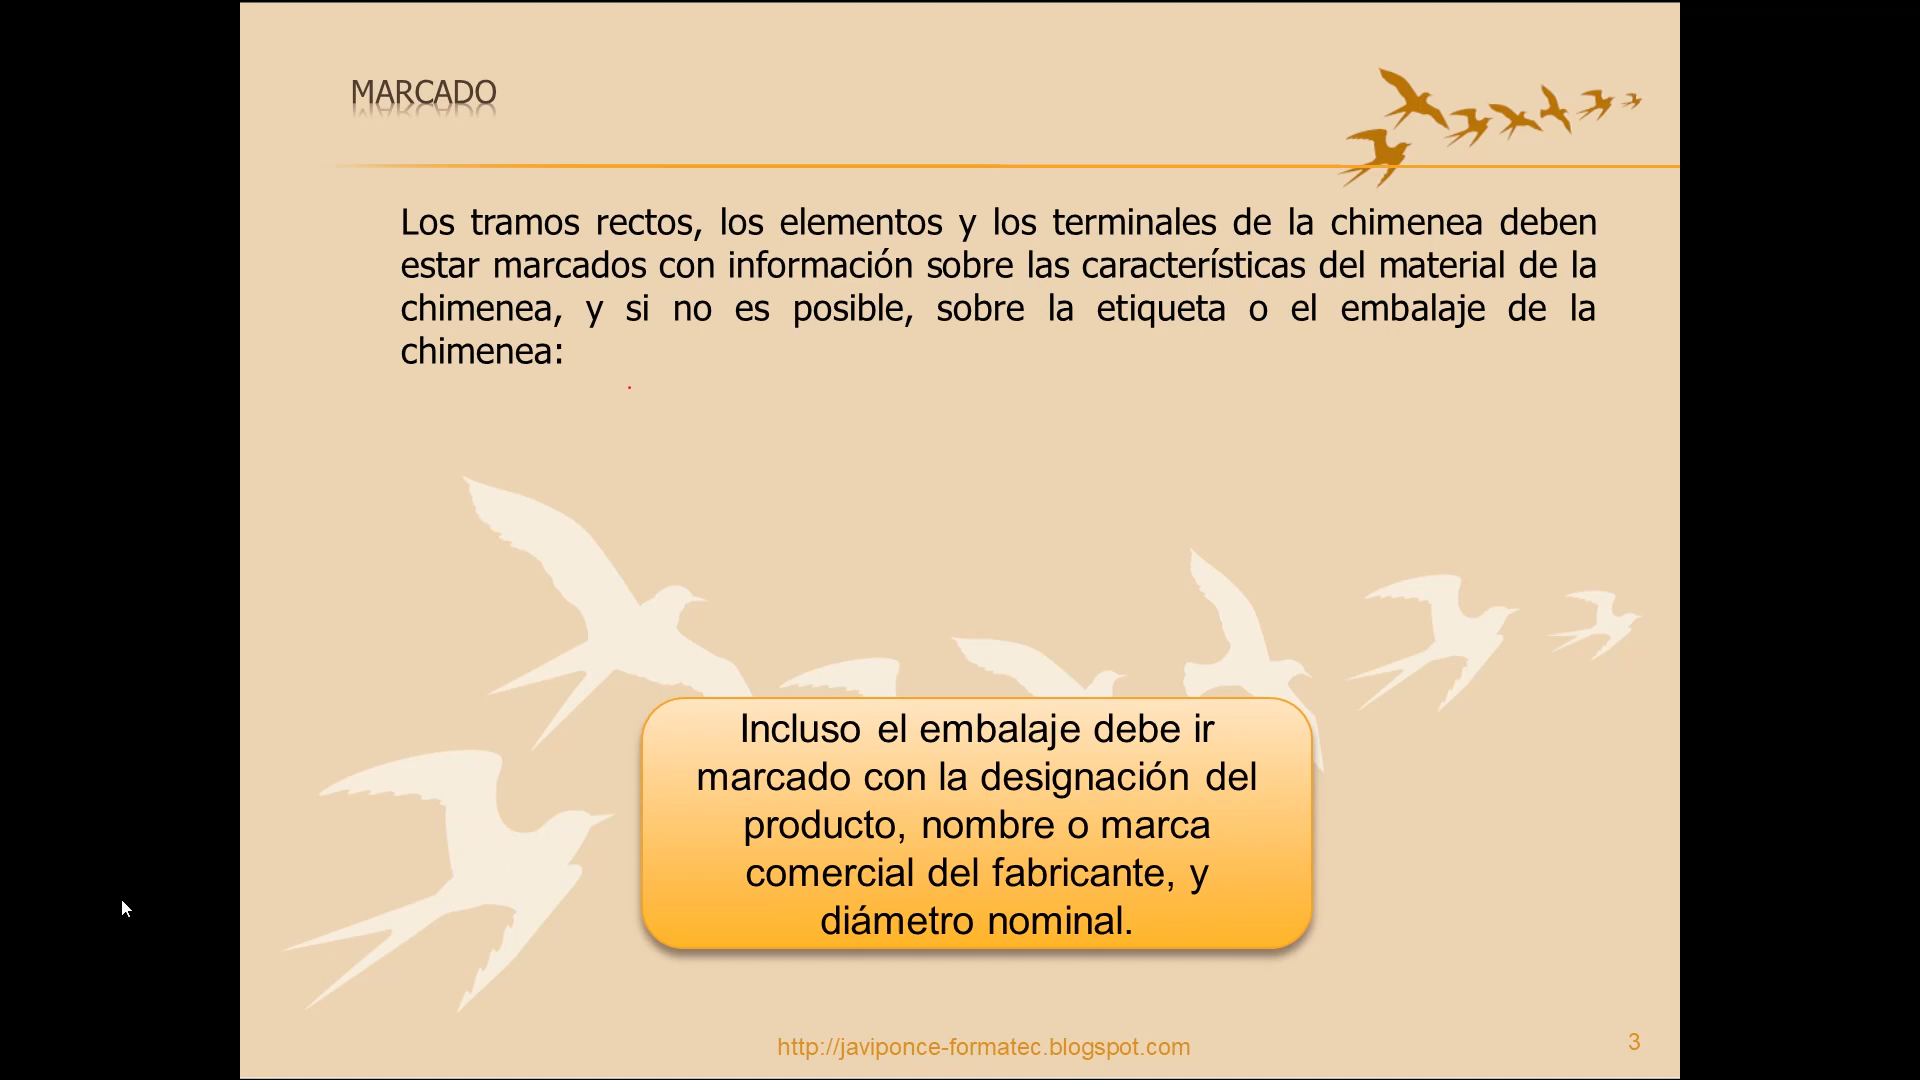 MARCADO
Los tramos rectos, los elementos y los terminales de la chimenea deben
estar marcados con información sobre las características del material de la
chimenea, y si no es posible, sobre la etiqueta o el embalaje de la
chimenea:
Incluso el embalaje debe ir
marcado con la designación del
producto, nombre o marca
comercial del fabricante, y
diámetro nominal.
http://javiponce-formatec.blogspot.com
3